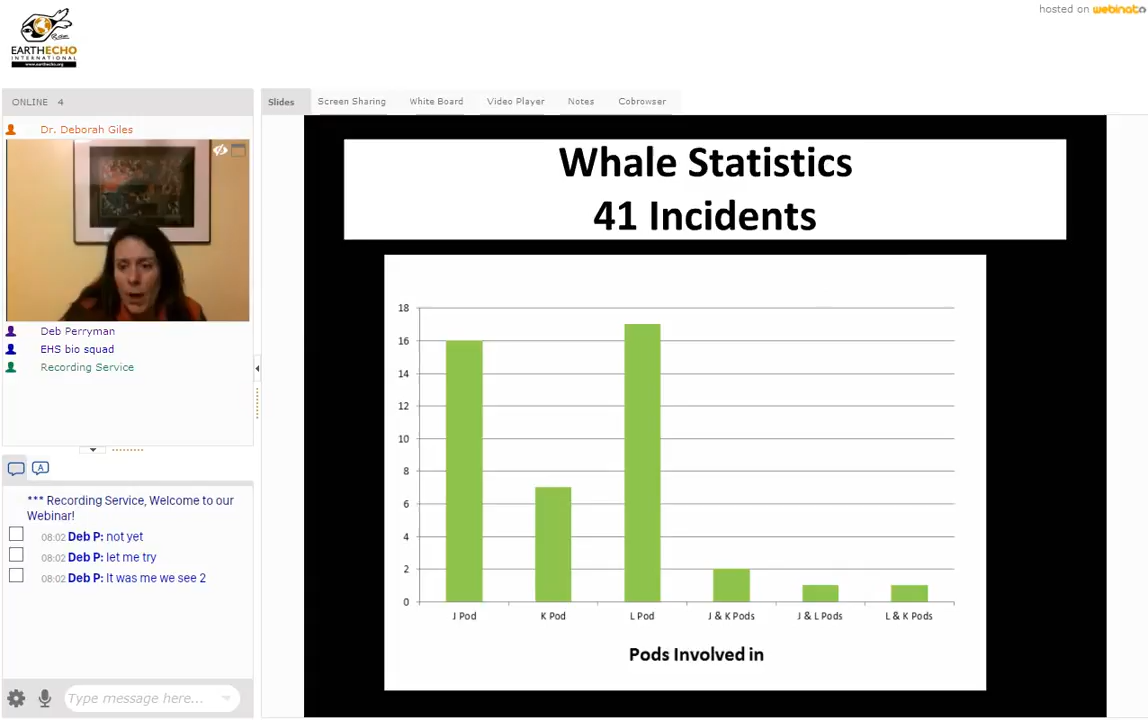 hosted on webinato
EARTHECHO
INTERNATIONAL
www.earthecho.org
ONLINE 4
Dr. Deborah Giles
Deb Perryman
EHS bio squad
Recording Service
*** Recording Service, Welcome to our
Webinar!
08:02 Deb P: not yet
08:02 Deb P: let me try
08:02 Deb P: It was me we see 2
Type message here...
Slides
Screen Sharing
White Board
Video Player
Notes
Cobrowser
Whale Statistics
41 Incidents
18
16
14
12
10
8
6
4
2
0
J Pod
K Pod
L Pod
J & K Pods
J & L Pods
L & K Pods
Pods Involved in